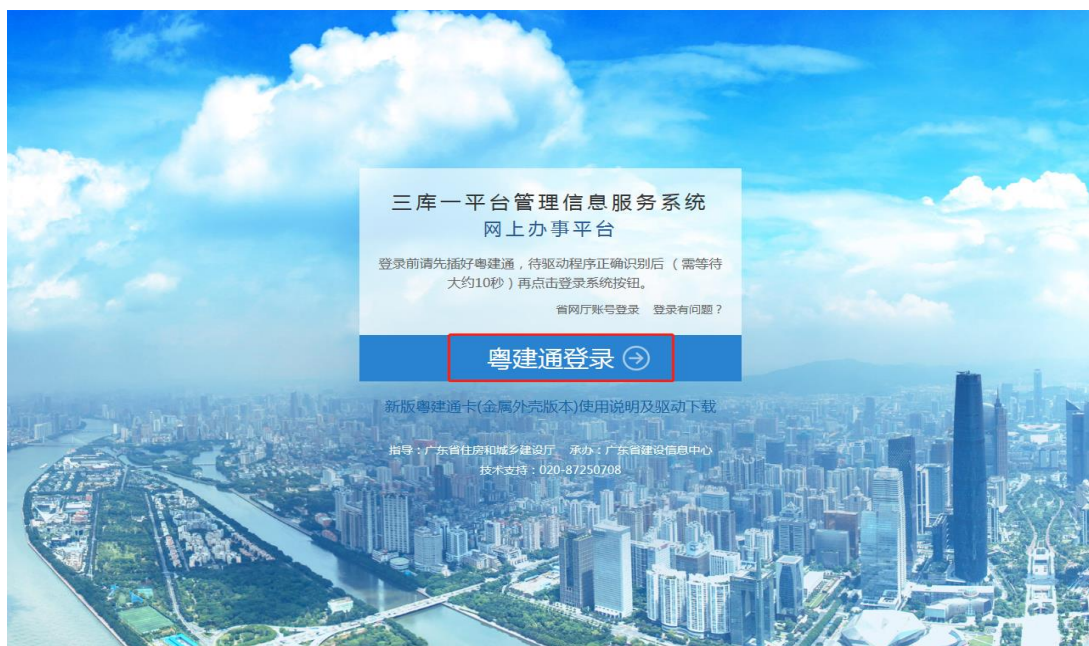 三库一平台管理信息服务系统
网上办事平台
登录前请先插好粤建通，待驱动程序正确识别后（需等待
大约10秒）再点击登录系统按钮。
省网厅账号登录 登录有问题？
粤建通登录
新版粤建通卡(金属外壳版本)使用说明及驱动下载
指导：广东省住房和城乡建设厅 承办：广东省建设信息中心
技术支持：020-87250708